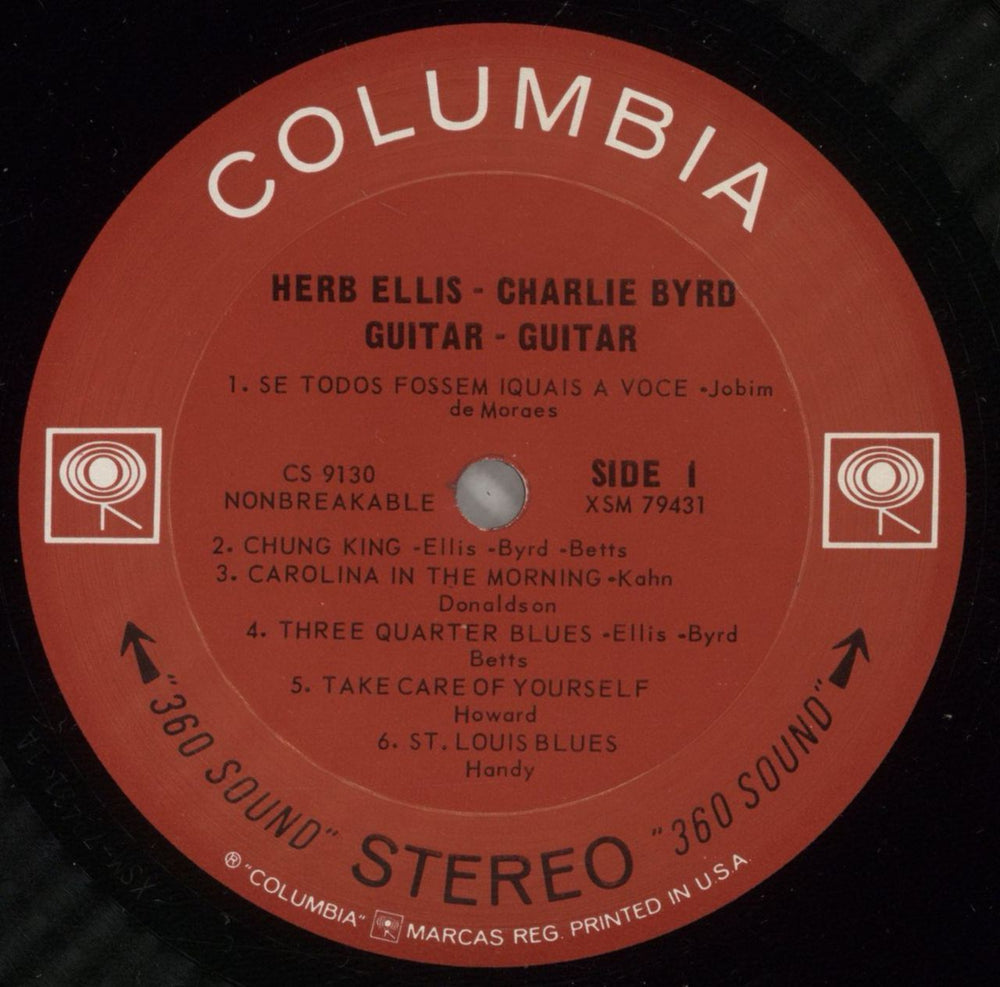 COLUMBIA
HERB ELLIS - CHARLIE BYRD
GUITAR - GUITAR
1. SE TODOS FOSSEM IQUAIS A VOCE -Jobim
de Moraes
CS 9130
NONBREAKABLE
SIDE 1
XSM 79431
2. CHUNG KING -Ellis -Byrd -Betts
3. CAROLINA IN THE MORNING -Kahn
Donaldson
4. THREE QUARTER BLUES -Ellis -Byrd
Betts
5. TAKE CARE OF YOURSELF
Howard
6. ST. LOUIS BLUES
Handy
"360 SOUND" STEREO "360 SOUND"
® "COLUMBIA" MARCAS REG. PRINTED IN U.S.A.